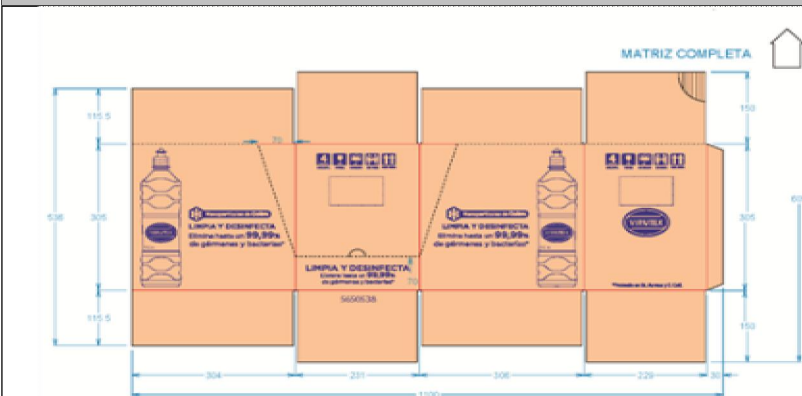 MATRIZ COMPLETA
115.5
150
70
305
536
305
60
LIMPIA Y DESINFECTA
Elimina hasta un 99,99%
de gérmenes y bacterias*
LIMPIA Y DESINFECTA
Elimina hasta un 99,99%
de gérmenes y bacterias*
LIMPIA Y DESINFECTA
Elimina hasta un 99,99%
de gérmenes y bacterias*
70
5650538
115.5
150
304
231
306
229
30
1100